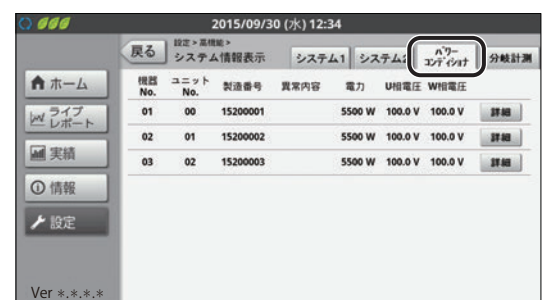 2015/09/30 (水) 12:34
戻る
設定 > 高機能 >
システム情報表示
システム1
システム2
パワー
コンディショナ
分岐計測
ホーム
ライブ
レポート
実績
情報
設定
Ver *.*.*.*
機器 No. ユニット No. 製造番号 異常内容 電力 U相電圧 W相電圧
01 00 15200001 5500 W 100.0 V 100.0 V 詳細
02 01 15200002 5500 W 100.0 V 100.0 V 詳細
03 02 15200003 5500 W 100.0 V 100.0 V 詳細